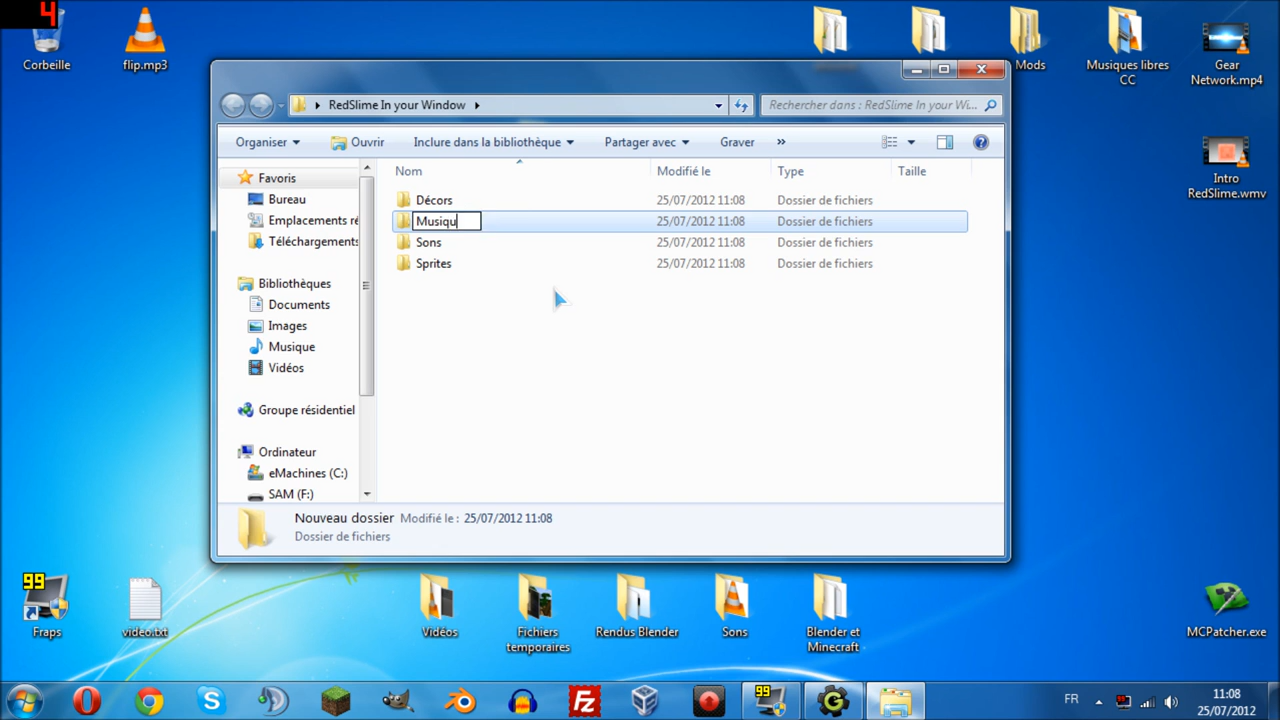 4
Corbeille
flip.mp3
Mods
Musiques libres
CC
Gear
Network.mp4
RedSlime In your Window
Rechercher dans : RedSlime In your Wi...
Organiser
Ouvrir
Inclure dans la bibliothèque
Partager avec
Graver
»
Nom
Modifié le
Type
Taille
Favoris
Bureau
Emplacements ré
Téléchargements
Bibliothèques
Documents
Images
Musique
Vidéos
Groupe résidentiel
Ordinateur
eMachines (C:)
SAM (F:)
Décors 25/07/2012 11:08 Dossier de fichiers
Musiqu 25/07/2012 11:08 Dossier de fichiers
Sons 25/07/2012 11:08 Dossier de fichiers
Sprites 25/07/2012 11:08 Dossier de fichiers
Intro
RedSlime.wmv
Nouveau dossier Modifié le : 25/07/2012 11:08
Dossier de fichiers
99
Fraps
video.txt
Vidéos
Fichiers
temporaires
Rendus Blender
Sons
Blender et
Minecraft
MCPatcher.exe
99
FR
11:08
25/07/2012